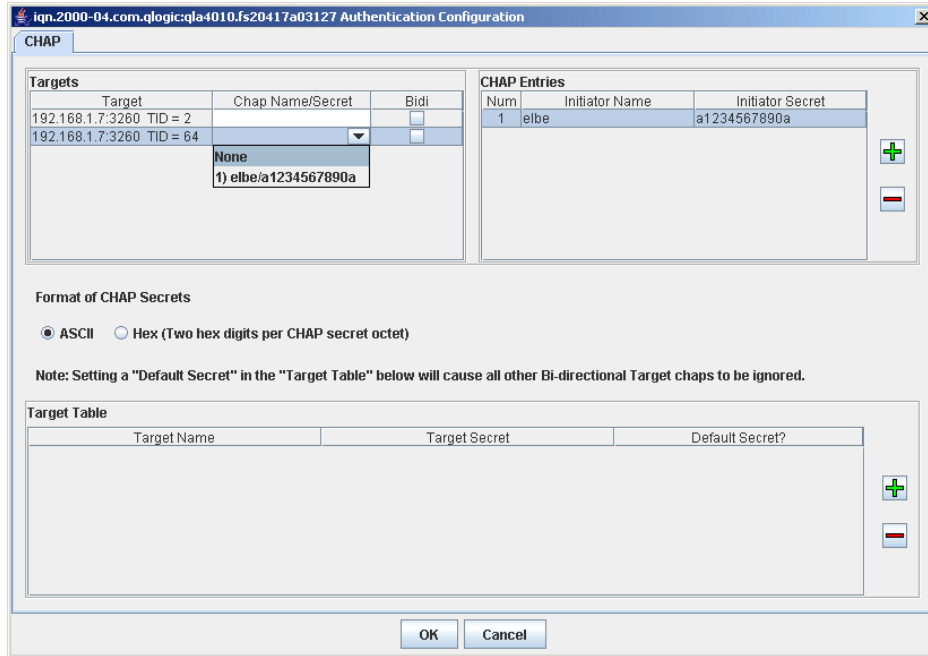 iqn.2000-04.com.qlogic:qla4010.fs20417a03127 Authentication Configuration
CHAP
Targets
Target Chap Name/Secret Bidi
192.168.1.7:3260 TID = 2
192.168.1.7:3260 TID = 64
None
1) elbe/a1234567890a
CHAP Entries
Num Initiator Name Initiator Secret
1 elbe a1234567890a
Format of CHAP Secrets
ASCII Hex (Two hex digits per CHAP secret octet)
Note: Setting a "Default Secret" in the "Target Table" below will cause all other Bi-directional Target chaps to be ignored.
Target Table
Target Name Target Secret Default Secret?
OK Cancel